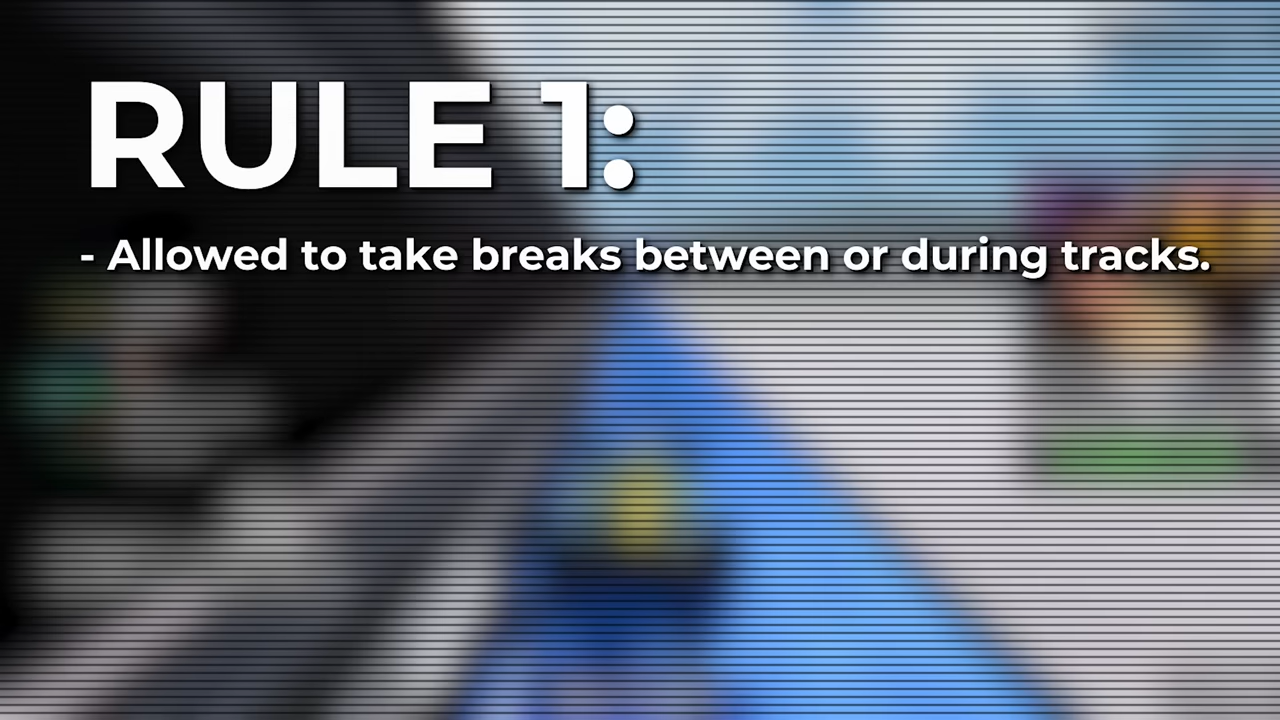 RULE 1:
- Allowed to take breaks between or during tracks.